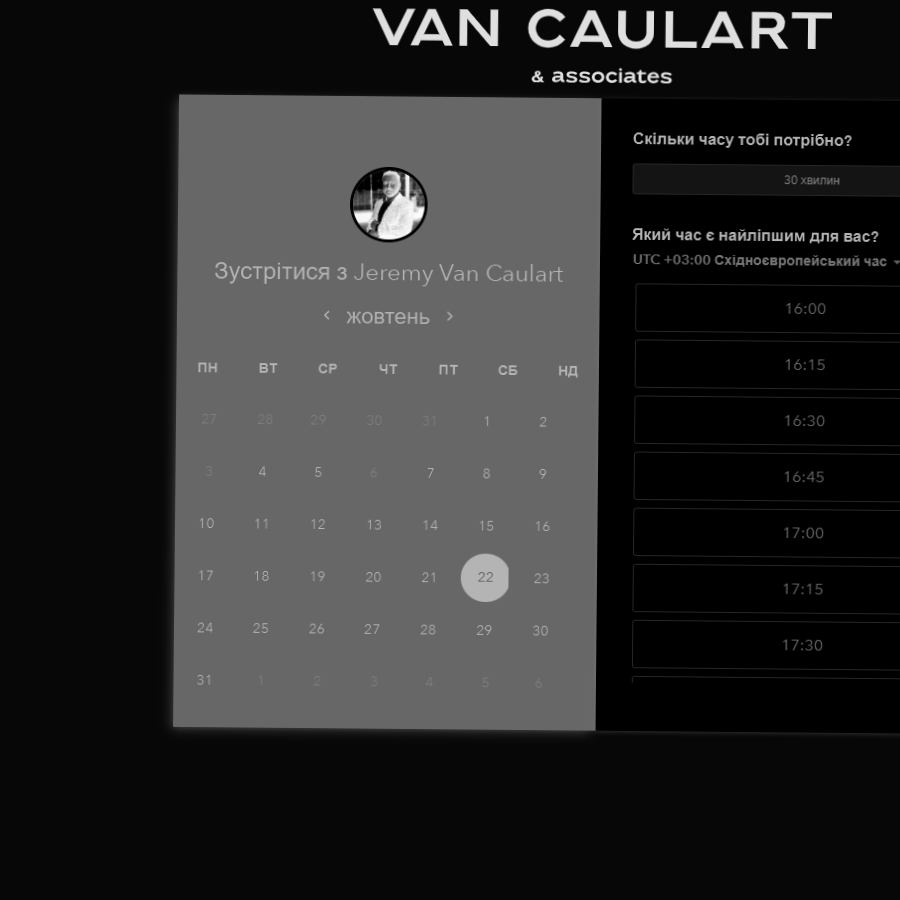 VAN CAULART
& associates
Зустрітися з Jeremy Van Caulart
‹ жовтень ›
ПН ВТ СР ЧТ ПТ СБ НД
27 28 29 30 31 1 2
3 4 5 6 7 8 9
10 11 12 13 14 15 16
17 18 19 20 21 22 23
24 25 26 27 28 29 30
31 1 2 3 4 5 6
Скільки часу тобі потрібно?
30 хвилин
Який час є найліпшим для вас?
UTC +03:00 Східноєвропейський час
16:00
16:15
16:30
16:45
17:00
17:15
17:30